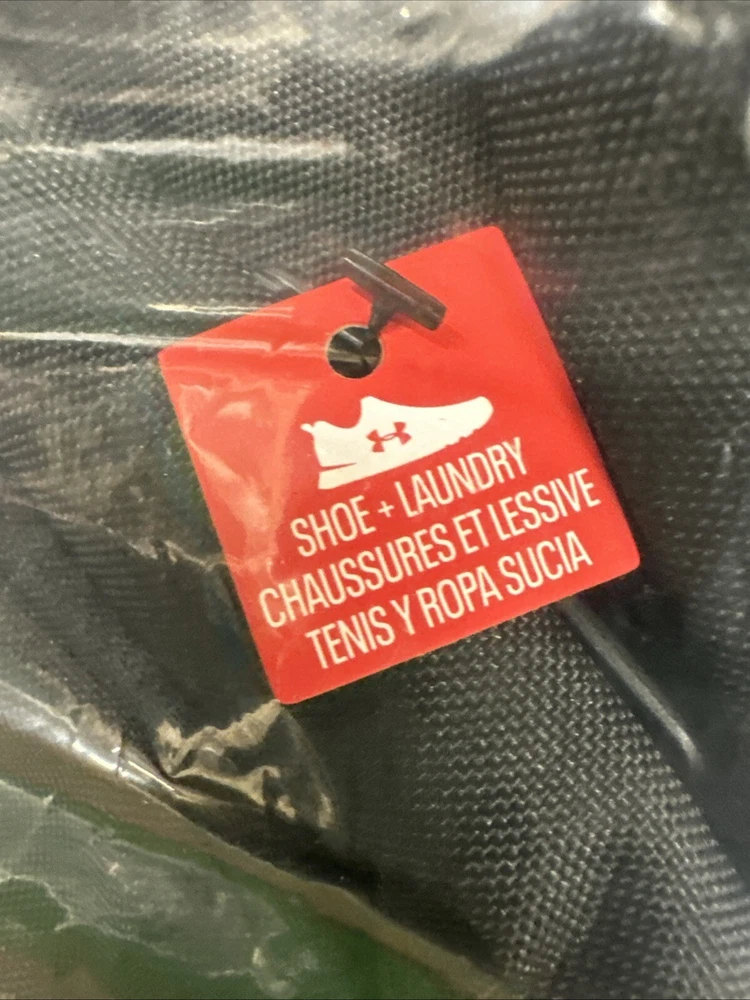 SHOE + LAUNDRY
CHAUSSURES ET LESSIVE
TENIS Y ROPA SUCIA